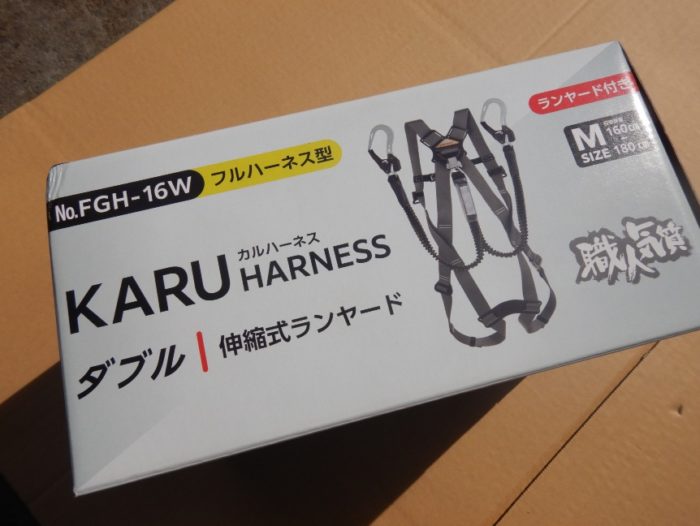 No.FGH-16W
フルハーネス型
ランヤード付き
M
SIZE
160cm
180cm
カルハーネス
KARU HARNESS
職人気質
ダブル
伸縮式ランヤード